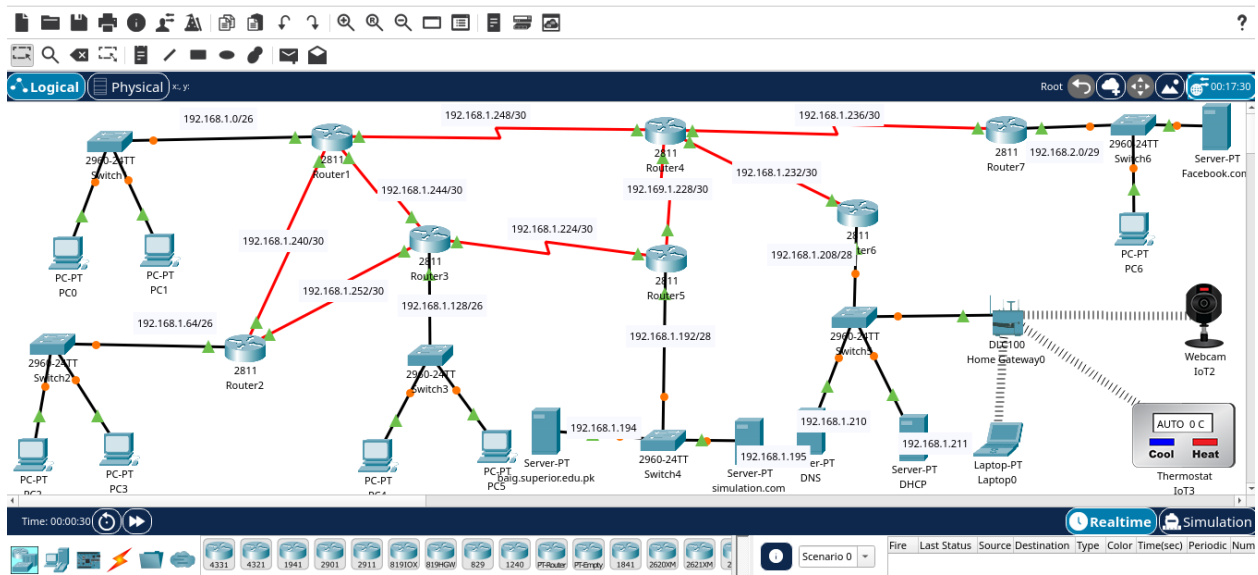 ?
Logical
Physical
x:, y:
Root
00:17:30
192.168.1.0/26
192.168.1.248/30
192.168.1.236/30
2960-24TT
Switch
2811
Router1
2811
Router4
2811
Router7
192.168.2.0/29
2960-24TT
Switch6
Server-PT
Facebook.com
192.168.1.244/30
192.169.1.228/30
192.168.1.232/30
PC-PT
PC0
PC-PT
PC1
192.168.1.240/30
192.168.1.224/30
2811
Router3
2811
Router5
2811
ter6
192.168.1.208/28
PC-PT
PC6
192.168.1.252/30
192.168.1.128/26
192.168.1.64/26
192.168.1.192/28
2960-24TT
Switch2
2811
Router2
2960-24TT
Switch3
2960-24TT
Switch5
DLC100
Home Gateway0
Webcam
IoT2
PC-PT
PC2
PC-PT
PC3
PC-PT
PC4
PC-PT
PC5
192.168.1.194
Server-PT
baig.superior.edu.pk
2960-24TT
Switch4
192.168.1.195
Server-PT
simulation.com
192.168.1.210
er-PT
DNS
192.168.1.211
Server-PT
DHCP
Laptop-PT
Laptop0
AUTO 0 C
Cool
Heat
Thermostat
IoT3
Time: 00:00:30
Realtime
Simulation
4331
4321
1941
2901
2911
819IOX
819HGW
829
1240
PT-Router
PT-Empty
1841
2620XM
2621XM
2
Scenario 0
Fire
Last Status
Source
Destination
Type
Color
Time(sec)
Periodic
Num